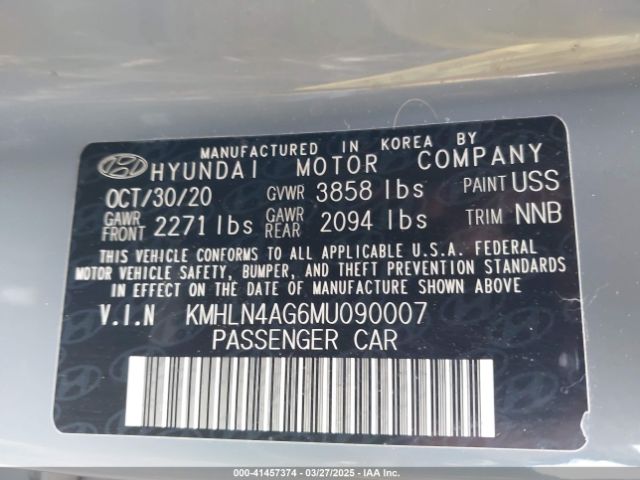 MANUFACTURED IN KOREA BY
HYUNDAI MOTOR COMPANY
OCT/30/20 GVWR 3858 lbs PAINT USS
GAWR FRONT 2271 lbs GAWR REAR 2094 lbs TRIM NNB
THIS VEHICLE CONFORMS TO ALL APPLICABLE U.S.A. FEDERAL
MOTOR VEHICLE SAFETY, BUMPER, AND THEFT PREVENTION STANDARDS
IN EFFECT ON THE DATE OF MANUFACTURE SHOWN ABOVE
V.I.N KMHLN4AG6MU090007
PASSENGER CAR
000-41457374 | 03/27/2025 - © IAA, Inc.